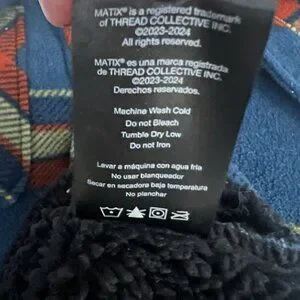 MATIX® is a registered trademark
of THREAD COLLECTIVE INC.
©2023-2024
All rights reserved.
MATIX® es una marca registrada
de THREAD COLLECTIVE INC.
©2023-2024
Derechos reservados.
Machine Wash Cold
Do not Bleach
Tumble Dry Low
Do not Iron
Levar a máquina con agua fria
No usar blanqueador
Secar en secadora baja temperatura
No planchar